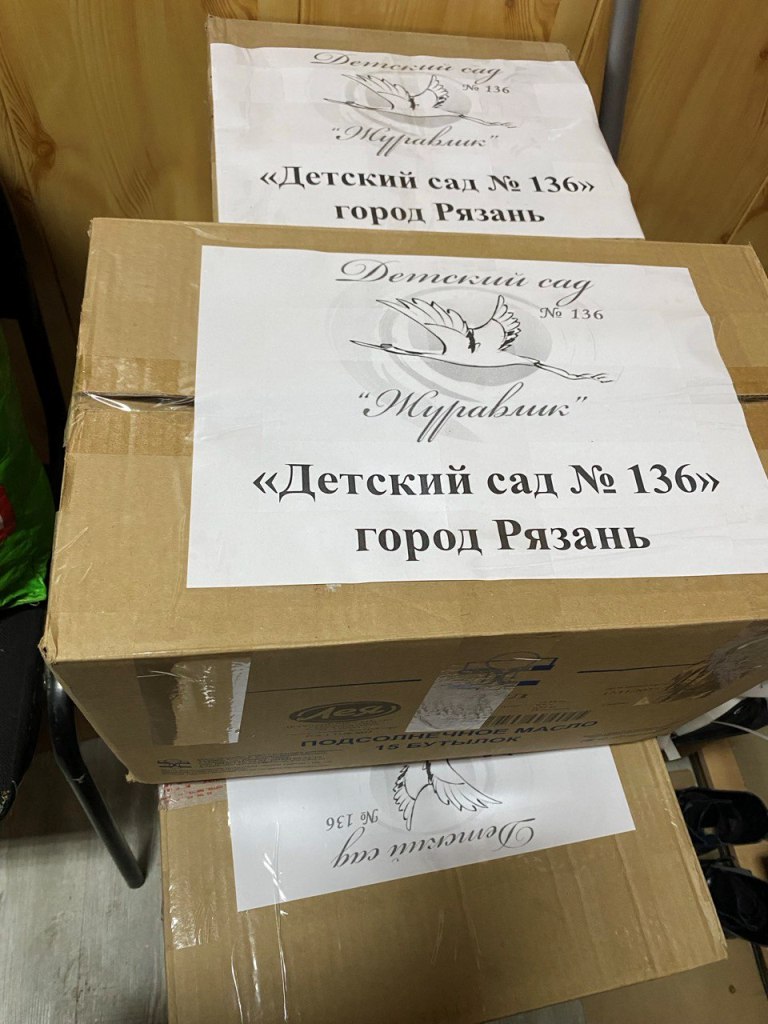 Детский сад
№ 136
"Журавлик"
«Детский сад № 136»
город Рязань
Детский сад
№ 136
"Журавлик"
«Детский сад № 136»
город Рязань
Лея
ПОДСОЛНЕЧНОЕ МАСЛО
15 БУТЫЛОК
Детский сад
№ 136